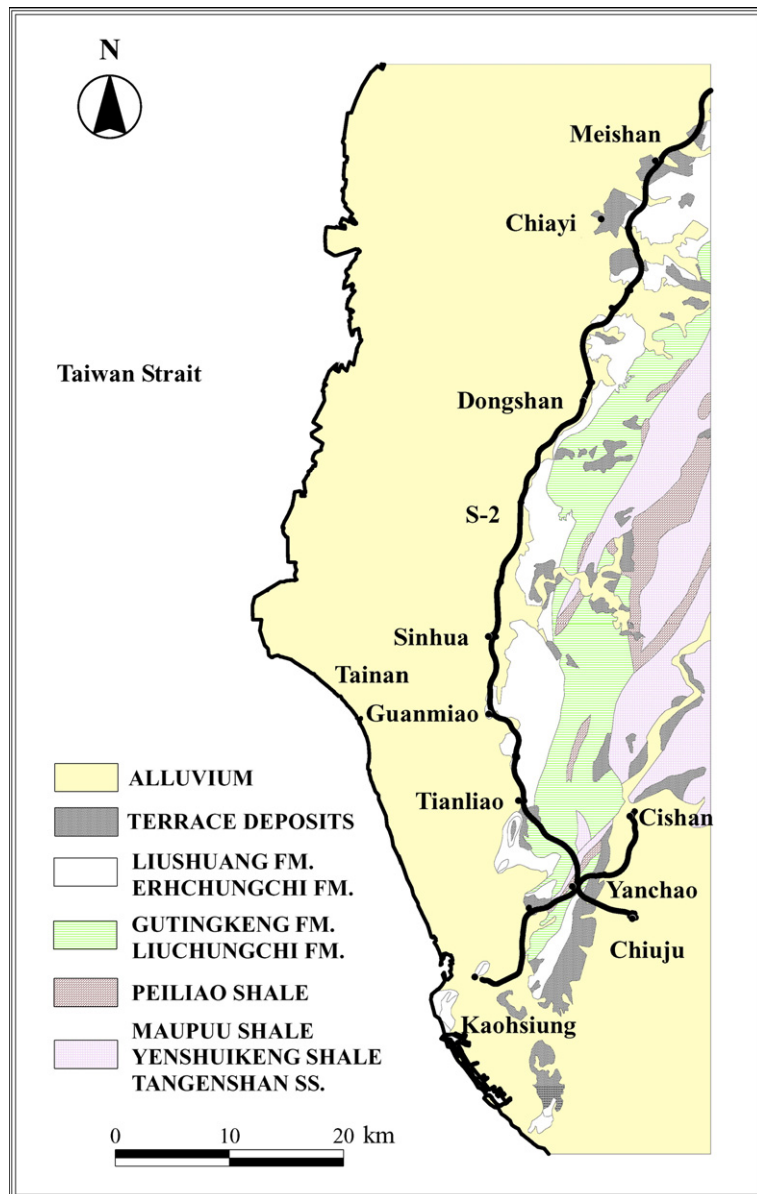 N
Meishan
Chiayi
Taiwan Strait
Dongshan
S-2
Sinhua
Tainan
Guanmiao
Tianliao
Cishan
Yanchao
Chiuju
Kaohsiung
ALLUVIUM
TERRACE DEPOSITS
LIUSHUANG FM.
ERHCHUNGCHI FM.
GUTINGKENG FM.
LIUCHUNGCHI FM.
PEILIAO SHALE
MAUPUU SHALE
YENSHUIKENG SHALE
TANGENSHAN SS.
0 10 20 km